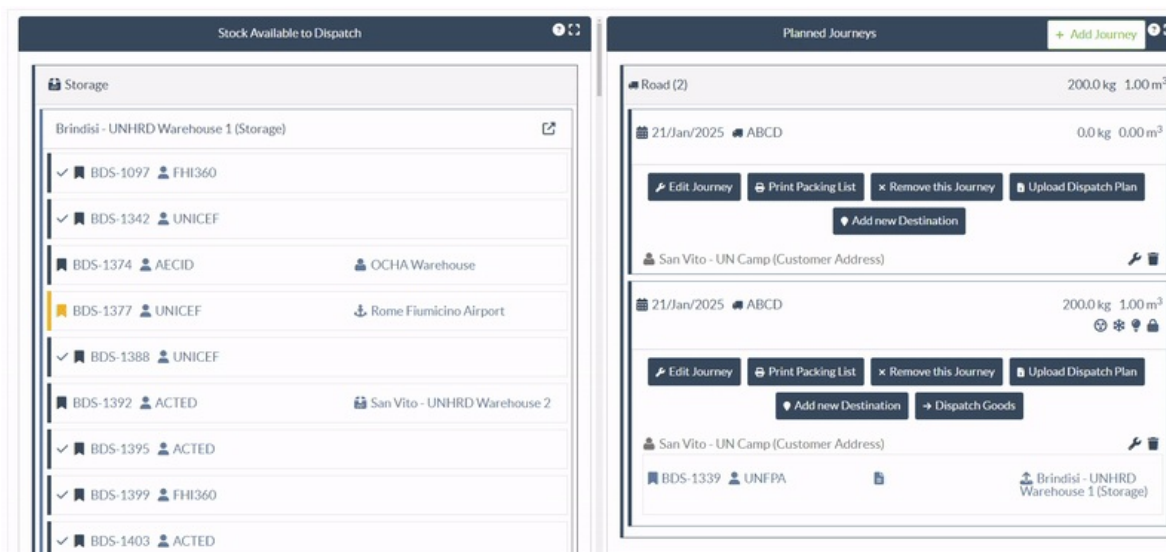 Stock Available to Dispatch
Storage
Brindisi - UNHRD Warehouse 1 (Storage)
BDS-1097 FHI360
BDS-1342 UNICEF
BDS-1374 AECID OCHA Warehouse
BDS-1377 UNICEF Rome Fiumicino Airport
BDS-1388 UNICEF
BDS-1392 ACTED San Vito - UNHRD Warehouse 2
BDS-1395 ACTED
BDS-1399 FHI360
BDS-1403 ACTED
Planned Journeys + Add Journey
Road (2) 200.0 kg 1.00 m³
21/Jan/2025 ABCD 0.0 kg 0.00 m³
Edit Journey Print Packing List × Remove this Journey Upload Dispatch Plan
Add new Destination
San Vito - UN Camp (Customer Address)
21/Jan/2025 ABCD 200.0 kg 1.00 m³
Edit Journey Print Packing List × Remove this Journey Upload Dispatch Plan
Add new Destination → Dispatch Goods
San Vito - UN Camp (Customer Address)
BDS-1339 UNFPA Brindisi - UNHRD
Warehouse 1 (Storage)